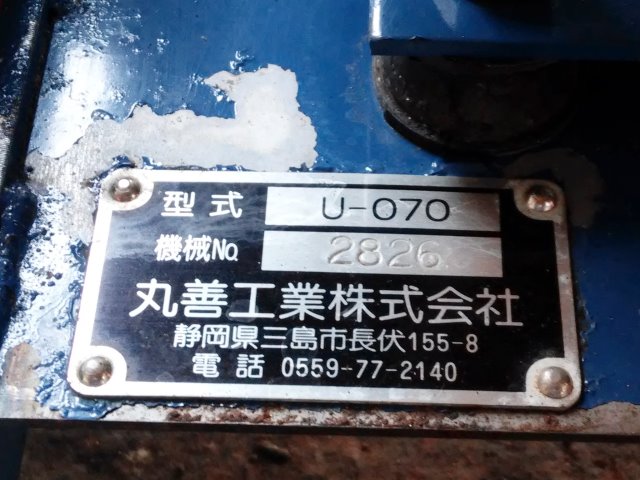 型式 U-070
機械No. 2826
丸善工業株式会社
静岡県三島市長伏155-8
電話 0559-77-2140